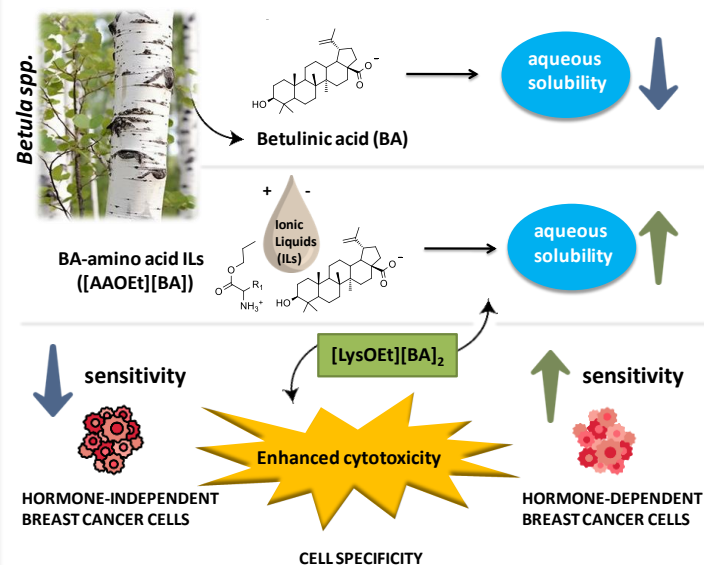 Betula spp.
HO
O
O
−
Betulinic acid (BA)
aqueous
solubility
BA-amino acid ILs
([AAOEt][BA])
+ -
Ionic
Liquids
(ILs)
O
O
R1
NH3+
HO
O−
O
aqueous
solubility
[LysOEt][BA]2
sensitivity
HORMONE-INDEPENDENT
BREAST CANCER CELLS
Enhanced cytotoxicity
CELL SPECIFICITY
sensitivity
HORMONE-DEPENDENT
BREAST CANCER CELLS